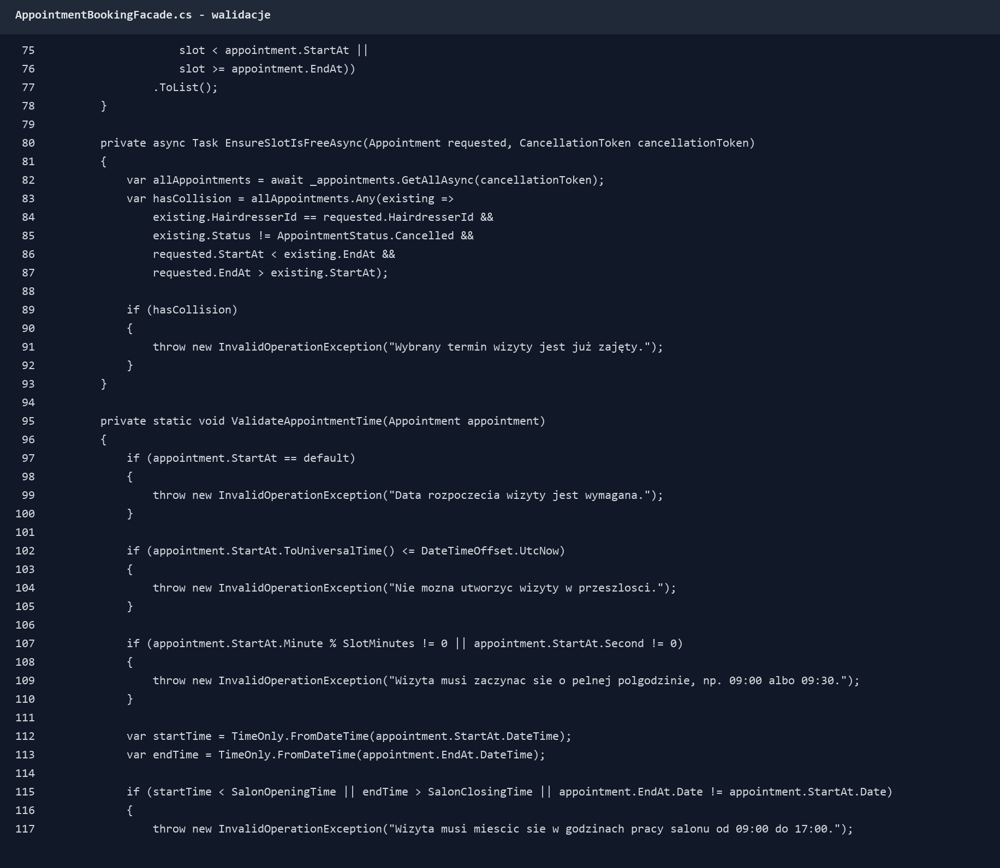 AppointmentBookingFacade.cs - walidacje
75                      slot < appointment.StartAt ||
76                      slot >= appointment.EndAt))
77                  .ToList();
78          }
79
80          private async Task EnsureSlotIsFreeAsync(Appointment requested, CancellationToken cancellationToken)
81          {
82              var allAppointments = await _appointments.GetAllAsync(cancellationToken);
83              var hasCollision = allAppointments.Any(existing =>
84                  existing.HairdresserId == requested.HairdresserId &&
85                  existing.Status != AppointmentStatus.Cancelled &&
86                  requested.StartAt < existing.EndAt &&
87                  requested.EndAt > existing.StartAt);
88
89              if (hasCollision)
90              {
91                  throw new InvalidOperationException("Wybrany termin wizyty jest już zajęty.");
92              }
93          }
94
95          private static void ValidateAppointmentTime(Appointment appointment)
96          {
97              if (appointment.StartAt == default)
98              {
99                  throw new InvalidOperationException("Data rozpoczecia wizyty jest wymagana.");
100             }
101
102             if (appointment.StartAt.ToUniversalTime() <= DateTimeOffset.UtcNow)
103             {
104                 throw new InvalidOperationException("Nie mozna utworzyc wizyty w przeszlosci.");
105             }
106
107             if (appointment.StartAt.Minute % SlotMinutes != 0 || appointment.StartAt.Second != 0)
108             {
109                 throw new InvalidOperationException("Wizyta musi zaczynac sie o pelnej polgodzinie, np. 09:00 albo 09:30.");
110             }
111
112             var startTime = TimeOnly.FromDateTime(appointment.StartAt.DateTime);
113             var endTime = TimeOnly.FromDateTime(appointment.EndAt.DateTime);
114
115             if (startTime < SalonOpeningTime || endTime > SalonClosingTime || appointment.EndAt.Date != appointment.StartAt.Date)
116             {
117                 throw new InvalidOperationException("Wizyta musi miescic sie w godzinach pracy salonu od 09:00 do 17:00.");